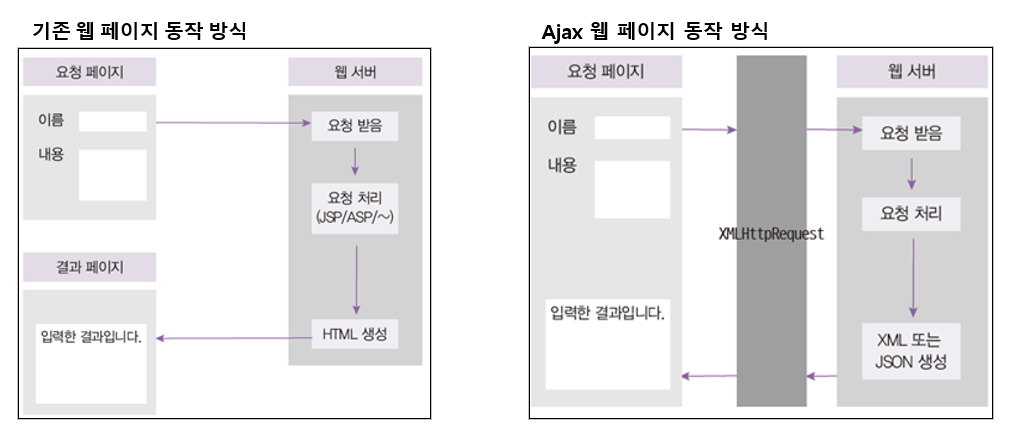 기존 웹 페이지 동작 방식
요청 페이지
웹 서버
이름
내용
요청 받음
요청 처리
(JSP/ASP/~)
결과 페이지
입력한 결과입니다.
HTML 생성
Ajax 웹 페이지 동작 방식
요청 페이지
웹 서버
이름
내용
요청 받음
요청 처리
XMLHttpRequest
입력한 결과입니다.
XML 또는
JSON 생성